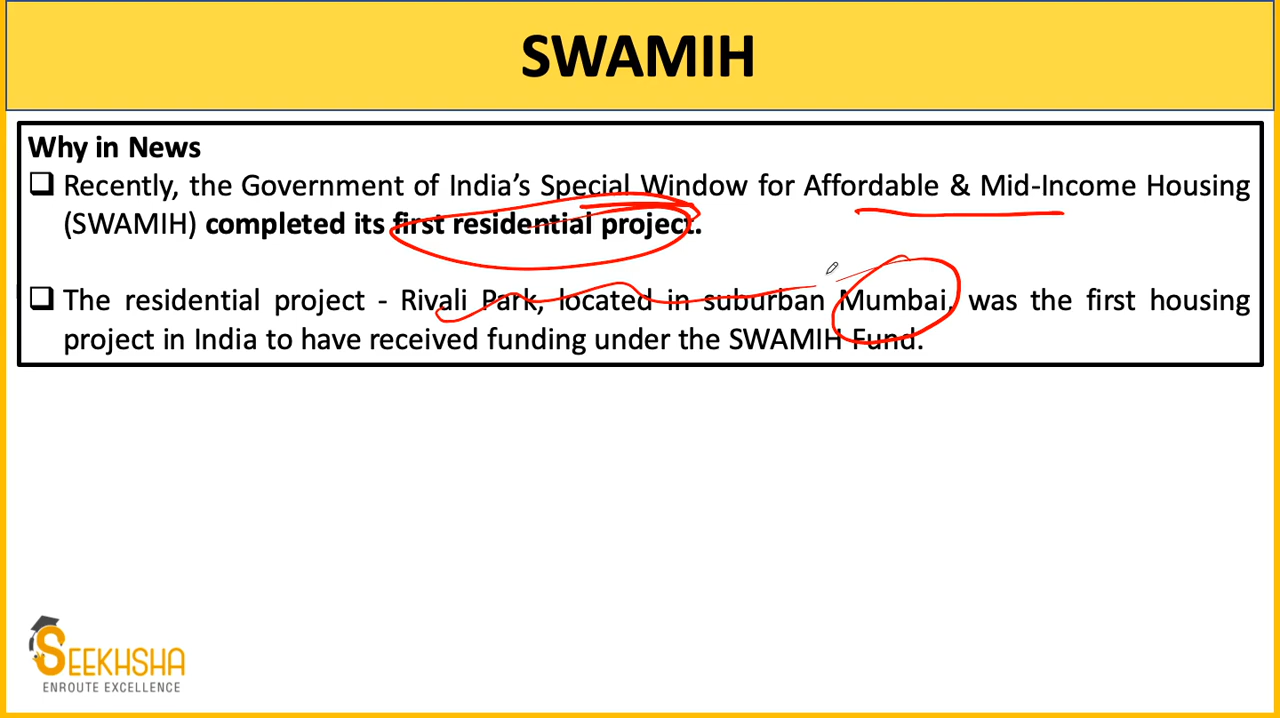 SWAMIH
Why in News
❑ Recently, the Government of India’s Special Window for Affordable & Mid-Income Housing
(SWAMIH) completed its first residential project.
❑ The residential project - Rivali Park, located in suburban Mumbai, was the first housing
project in India to have received funding under the SWAMIH Fund.
SEEKHSHA
ENROUTE EXCELLENCE